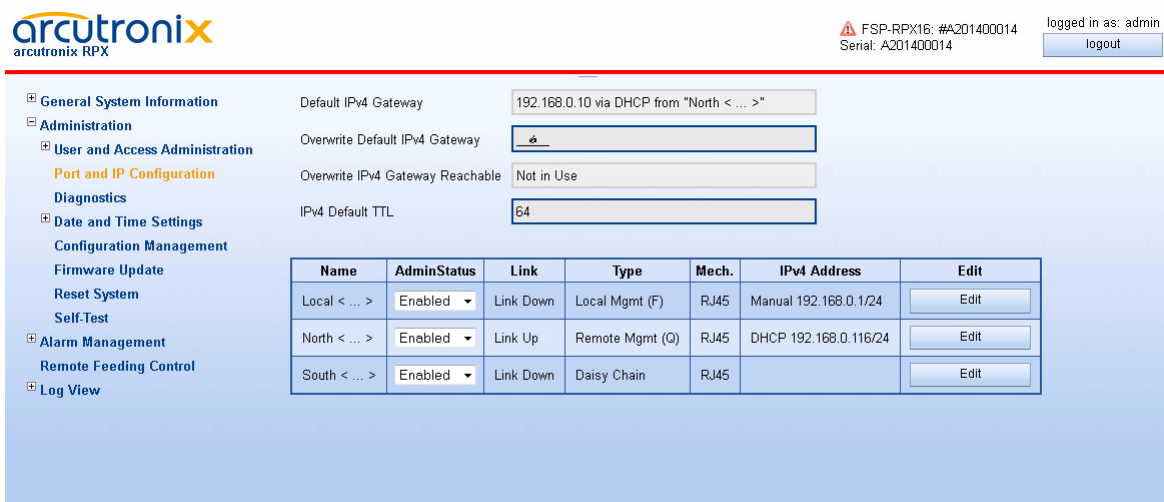 arcutronix
arcutronix RPX
FSP-RPX16: #A201400014
Serial: A201400014
logged in as: admin
logout
General System Information
Administration
User and Access Administration
Port and IP Configuration
Diagnostics
Date and Time Settings
Configuration Management
Firmware Update
Reset System
Self-Test
Alarm Management
Remote Feeding Control
Log View
Default IPv4 Gateway 192.168.0.10 via DHCP from "North < ... >"
Overwrite Default IPv4 Gateway
Overwrite IPv4 Gateway Reachable Not in Use
IPv4 Default TTL 64
Name AdminStatus Link Type Mech. IPv4 Address Edit
Local < ... > Enabled Link Down Local Mgmt (F) RJ45 Manual 192.168.0.1/24 Edit
North < ... > Enabled Link Up Remote Mgmt (Q) RJ45 DHCP 192.168.0.116/24 Edit
South < ... > Enabled Link Down Daisy Chain RJ45 Edit